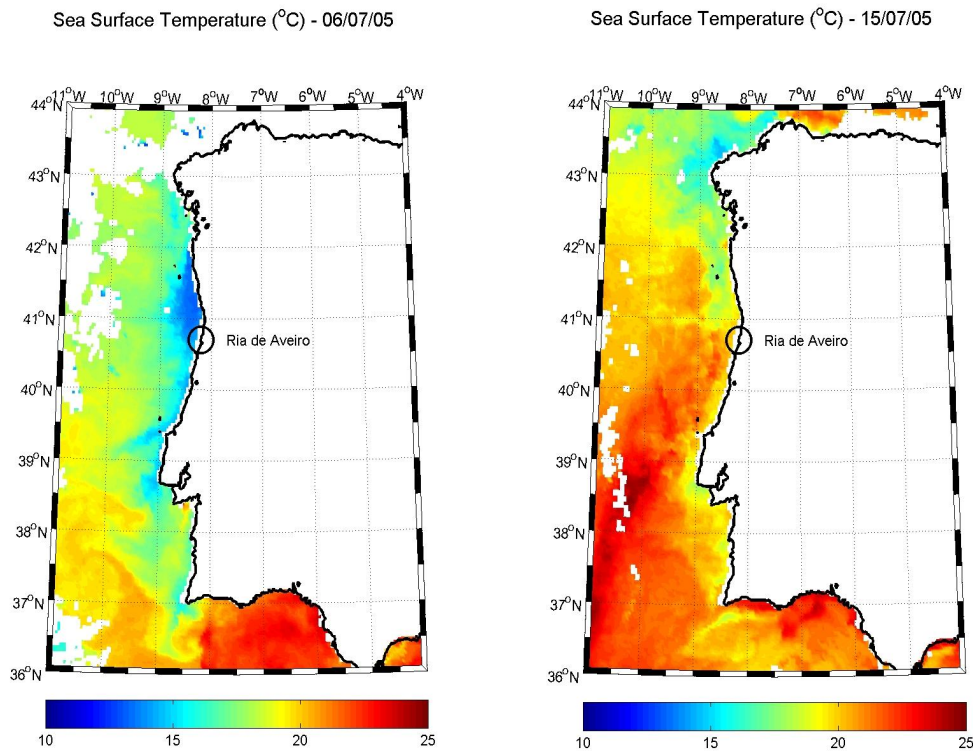 Sea Surface Temperature (°C) - 06/07/05
11°W 10°W 9°W 8°W 7°W 6°W 5°W 4°W
44°N
43°N
42°N
41°N
Ria de Aveiro
40°N
39°N
38°N
37°N
36°N
10 15 20 25
Sea Surface Temperature (°C) - 15/07/05
11°W 10°W 9°W 8°W 7°W 6°W 5°W 4°W
44°N
43°N
42°N
41°N
Ria de Aveiro
40°N
39°N
38°N
37°N
36°N
10 15 20 25